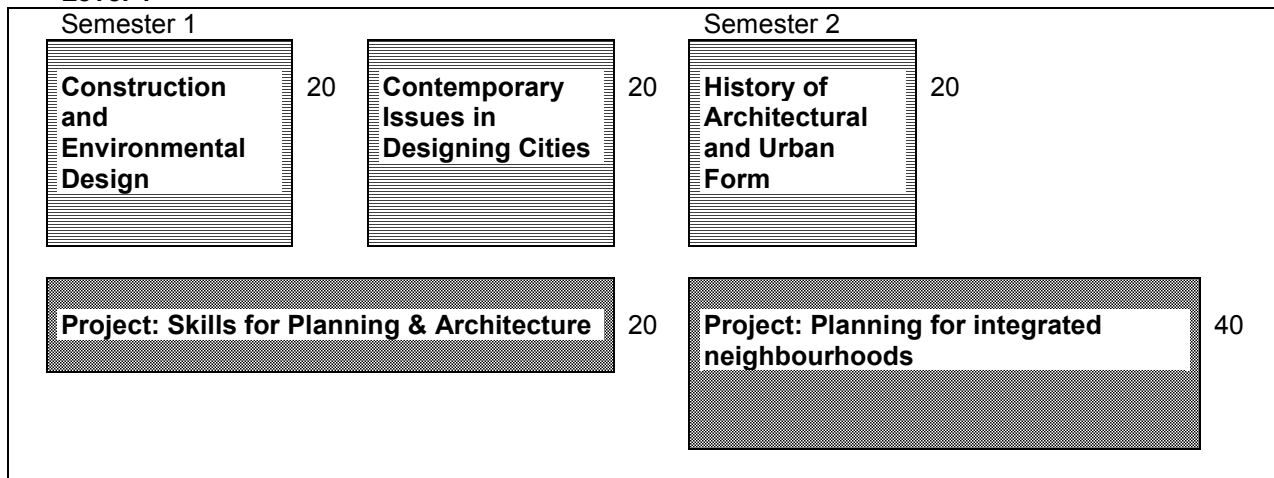 Semester 1
Semester 2
Construction
and
Environmental
Design
20
Contemporary
Issues in
Designing Cities
20
History of
Architectural
and Urban
Form
20
Project: Skills for Planning & Architecture
20
Project: Planning for integrated
neighbourhoods
40